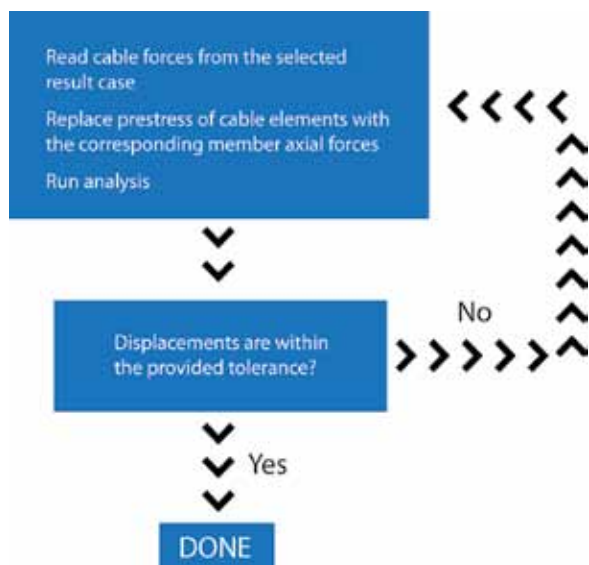 Read cable forces from the selected
result case
Replace prestress of cable elements with
the corresponding member axial forces
Run analysis
No
Displacements are within
the provided tolerance?
Yes
DONE